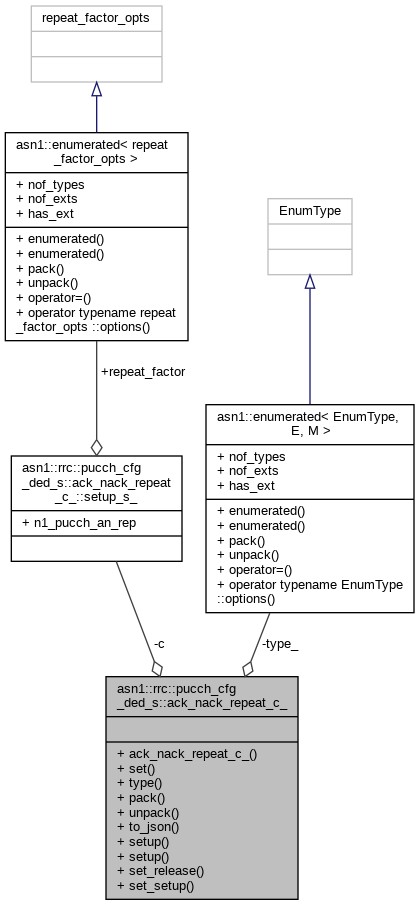 repeat_factor_opts
asn1::enumerated< repeat
_factor_opts >
+ nof_types
+ nof_exts
+ has_ext
+ enumerated()
+ enumerated()
+ pack()
+ unpack()
+ operator=()
+ operator typename repeat
_factor_opts ::options()
EnumType
+repeat_factor
asn1::enumerated< EnumType,
E, M >
+ nof_types
+ nof_exts
+ has_ext
+ enumerated()
+ enumerated()
+ pack()
+ unpack()
+ operator=()
+ operator typename EnumType
::options()
asn1::rrc::pucch_cfg
_ded_s::ack_nack_repeat
_c_::setup_s_
+ n1_pucch_an_rep
-c
-type_
asn1::rrc::pucch_cfg
_ded_s::ack_nack_repeat_c_
+ ack_nack_repeat_c_()
+ set()
+ type()
+ pack()
+ unpack()
+ to_json()
+ setup()
+ setup()
+ set_release()
+ set_setup()